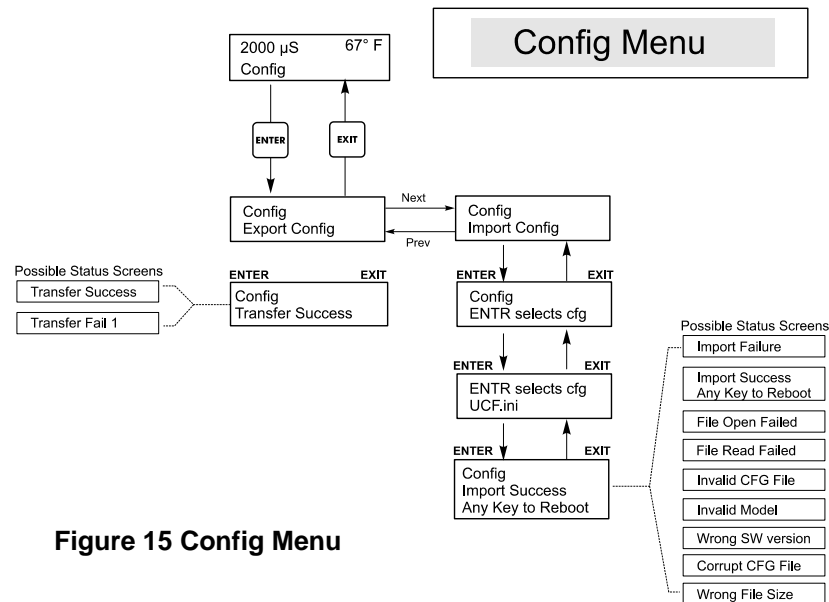 Config Menu
2000 µS 67° F
Config
ENTER EXIT
Config
Export Config
Next
Prev
Config
Import Config
Possible Status Screens
Transfer Success
Transfer Fail 1
ENTER EXIT
Config
Transfer Success
ENTER EXIT
Config
ENTR selects cfg
ENTER EXIT
ENTR selects cfg
UCF.ini
ENTER EXIT
Config
Import Success
Any Key to Reboot
Possible Status Screens
Import Failure
Import Success
Any Key to Reboot
File Open Failed
File Read Failed
Invalid CFG File
Invalid Model
Wrong SW version
Corrupt CFG File
Wrong File Size
Figure 15 Config Menu